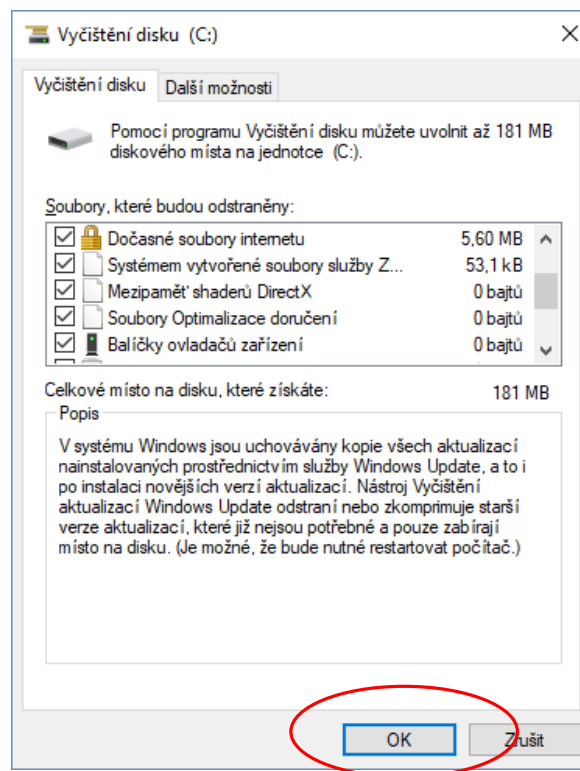 Vyčištění disku (C:)
Vyčištění disku
Další možnosti
Pomocí programu Vyčištění disku můžete uvolnit až 181 MB
diskového místa na jednotce (C:).
Soubory, které budou odstraněny:
Dočasné soubory internetu 5,60 MB
Systémem vytvořené soubory služby Z... 53,1 kB
Mezipaměť shaderů DirectX 0 bajtů
Soubory Optimalizace doručení 0 bajtů
Balíčky ovladačů zařízení 0 bajtů
Celkové místo na disku, které získáte: 181 MB
Popis
V systému Windows jsou uchovávány kopie všech aktualizací
nainstalovaných prostřednictvím služby Windows Update, a to i
po instalaci novějších verzí aktualizací. Nástroj Vyčištění
aktualizací Windows Update odstraní nebo zkomprimuje starší
verze aktualizací, které již nejsou potřebné a pouze zabírají
místo na disku. (Je možné, že bude nutné restartovat počítač.)
OK
Zrušit